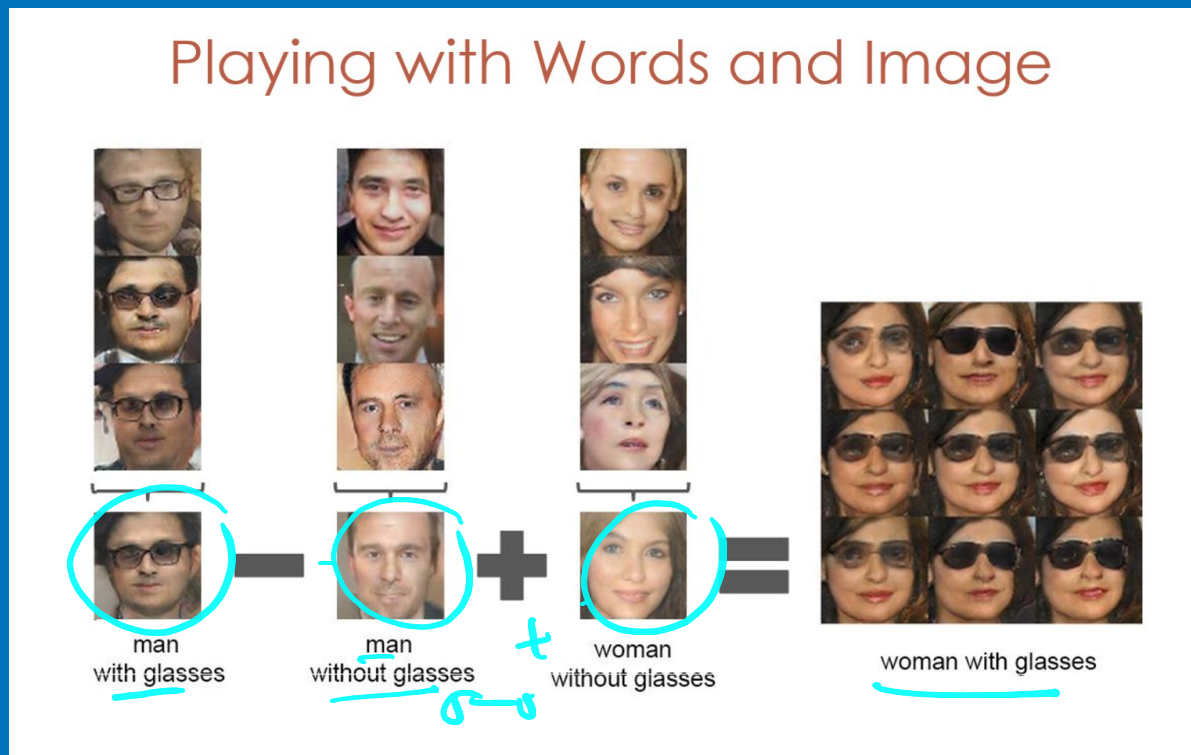 Playing with Words and Image
man
with glasses
man
without glasses
+
woman
without glasses
woman with glasses